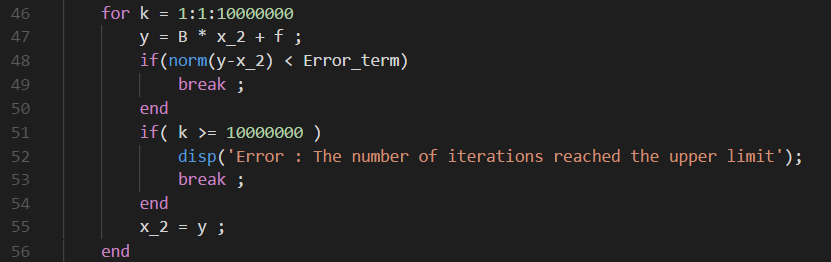 46 for k = 1:1:10000000
47 y = B * x_2 + f ;
48 if(norm(y-x_2) < Error_term)
49 break ;
50 end
51 if( k >= 10000000 )
52 disp('Error : The number of iterations reached the upper limit');
53 break ;
54 end
55 x_2 = y ;
56 end